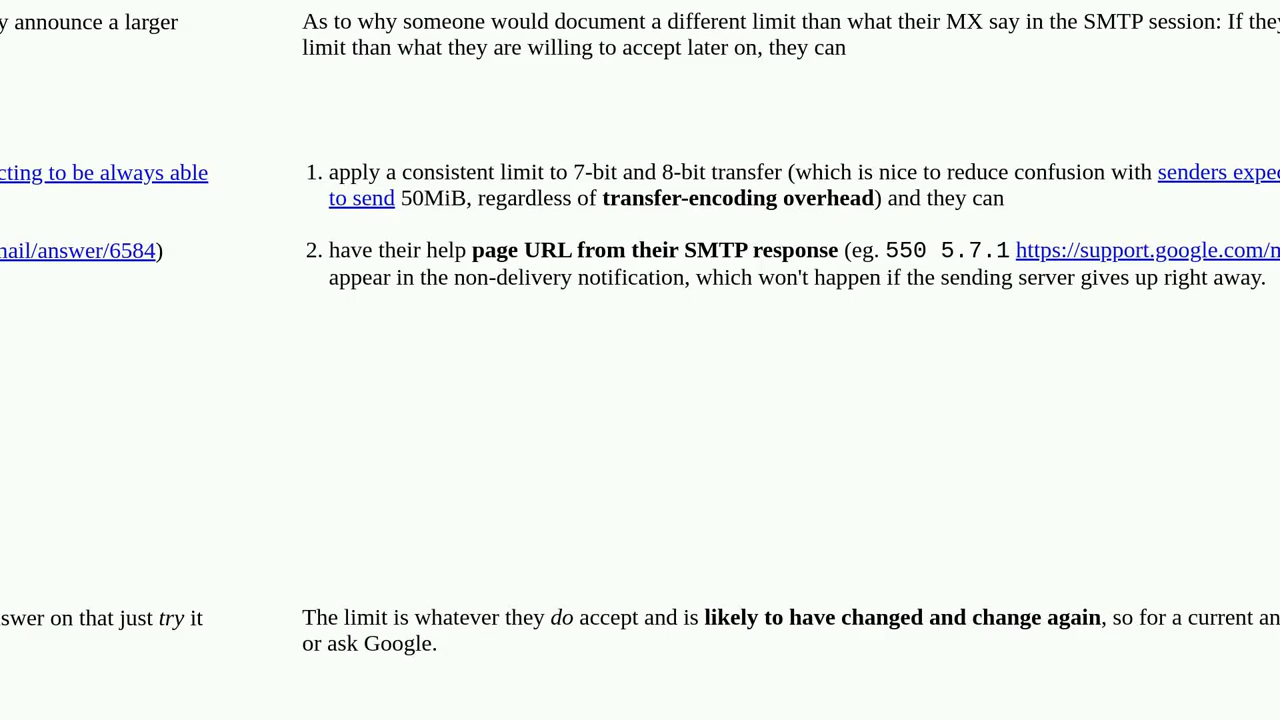 y announce a larger
cting to be always able
nail/answer/6584)
swer on that just try it
As to why someone would document a different limit than what their MX say in the SMTP session: If they
limit than what they are willing to accept later on, they can
1. apply a consistent limit to 7-bit and 8-bit transfer (which is nice to reduce confusion with senders expec
to send 50MiB, regardless of transfer-encoding overhead) and they can
2. have their help page URL from their SMTP response (eg. 550 5.7.1 https://support.google.com/n
appear in the non-delivery notification, which won't happen if the sending server gives up right away.
The limit is whatever they do accept and is likely to have changed and change again, so for a current an
or ask Google.